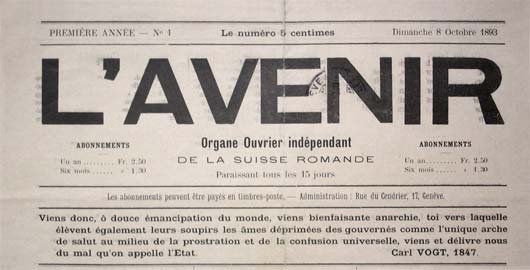 PREMIÈRE ANNÉE — No 1 Le numéro 5 centimes Dimanche 8 Octobre 1893
L'AVENIR
ABONNEMENTS
Un an ........ Fr. 2.50
Six mois ..... » 1.30
Organe Ouvrier indépendant
DE LA SUISSE ROMANDE
Paraissant tous les 15 jours
ABONNEMENTS
Un an ........ Fr. 2.50
Six mois ..... » 1.30
Les abonnements peuvent être payés en timbres-poste. — Administration : Rue du Cendrier, 17, Genève.
Viens donc, ô douce émancipation du monde, viens bienfaisante anarchie, toi vers laquelle
élèvent également leurs soupirs les âmes déprimées des gouvernés comme l'unique arche
de salut au milieu de la prostration et de la confusion universelle, viens et délivre nous
du mal qu'on appelle l'Etat. Carl VOGT, 1847.